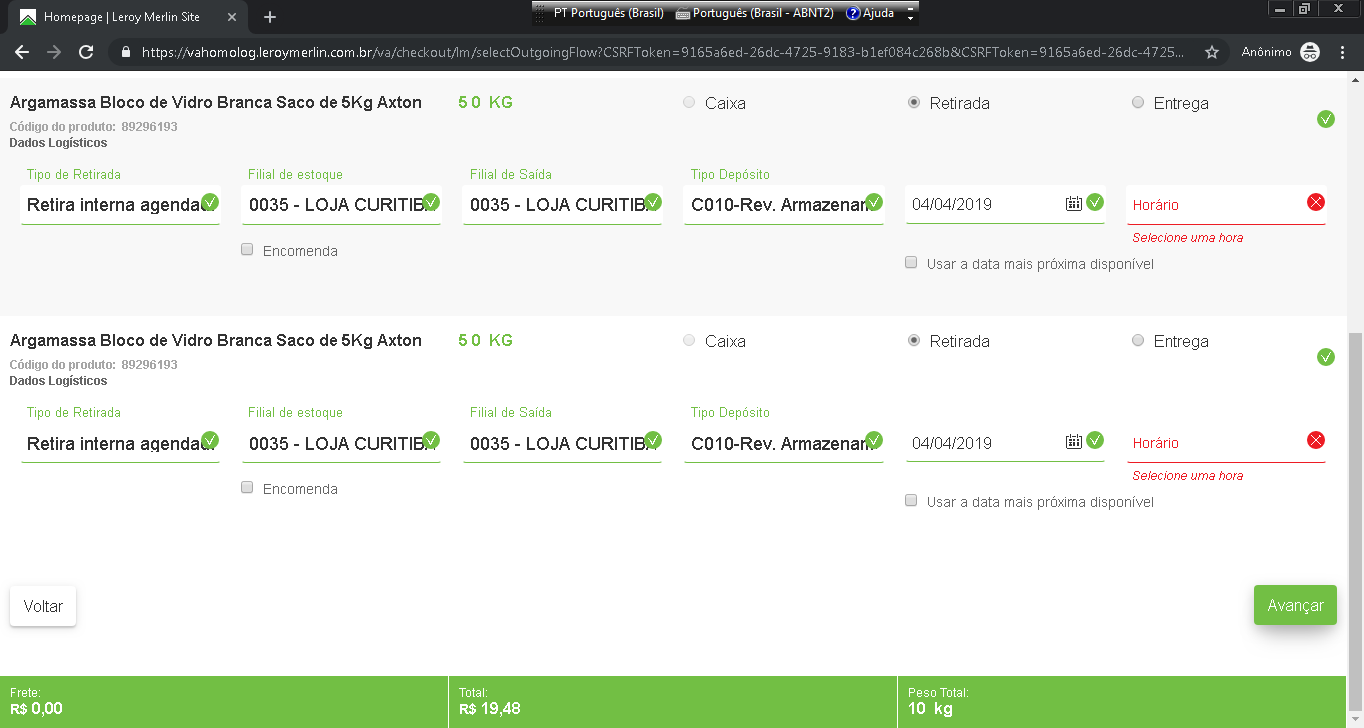 Homepage | Leroy Merlin Site
PT Português (Brasil) Português (Brasil - ABNT2) Ajuda
https://vahomolog.leroymerlin.com.br/va/checkout/lm/selectOutgoingFlow?CSRFToken=9165a6ed-26dc-4725-9183-b1ef084c268b&CSRFToken=9165a6ed-26dc-4725... Anônimo
Argamassa Bloco de Vidro Branca Saco de 5Kg Axton 5 0 KG Caixa Retirada Entrega
Código do produto: 89296193
Dados Logísticos
Tipo de Retirada Filial de estoque Filial de Saída Tipo Depósito
Retira interna agenda 0035 - LOJA CURITIB 0035 - LOJA CURITIB C010-Rev. Armazenar 04/04/2019 Horário
Selecione uma hora
Encomenda
Usar a data mais próxima disponível
Argamassa Bloco de Vidro Branca Saco de 5Kg Axton 5 0 KG Caixa Retirada Entrega
Código do produto: 89296193
Dados Logísticos
Tipo de Retirada Filial de estoque Filial de Saída Tipo Depósito
Retira interna agenda 0035 - LOJA CURITIB 0035 - LOJA CURITIB C010-Rev. Armazenar 04/04/2019 Horário
Selecione uma hora
Encomenda
Usar a data mais próxima disponível
Voltar Avançar
Frete: Total: Peso Total:
R$ 0,00 R$ 19,48 10 kg